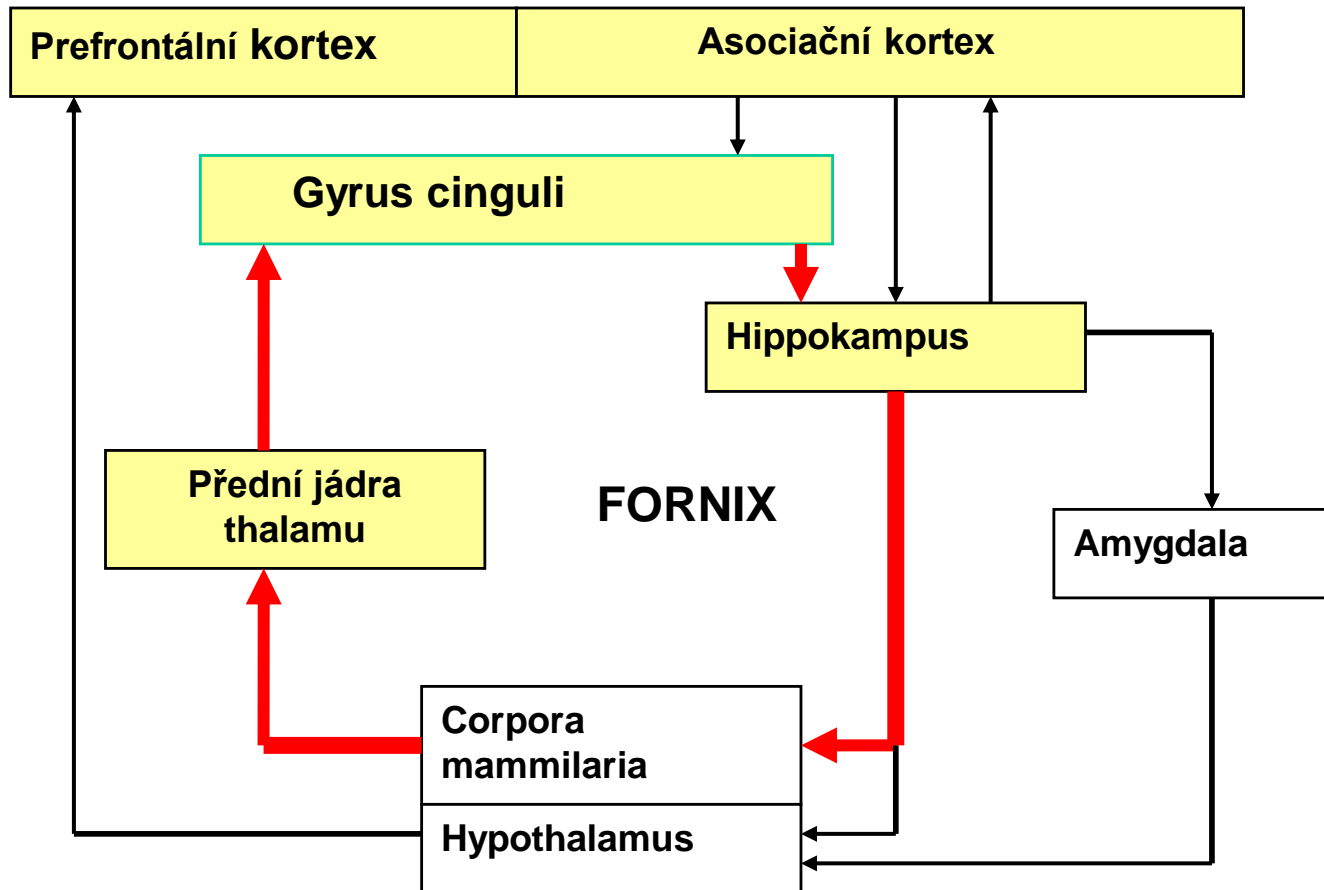 Prefrontální kortex
Asociační kortex
Gyrus cinguli
Hippokampus
Přední jádra
thalamu
FORNIX
Amygdala
Corpora
mammilaria
Hypothalamus